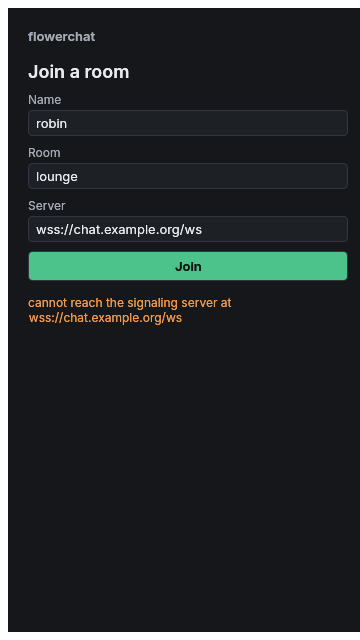 flowerchat
Join a room
Name
robin
Room
lounge
Server
wss://chat.example.org/ws
Join
cannot reach the signaling server at
wss://chat.example.org/ws